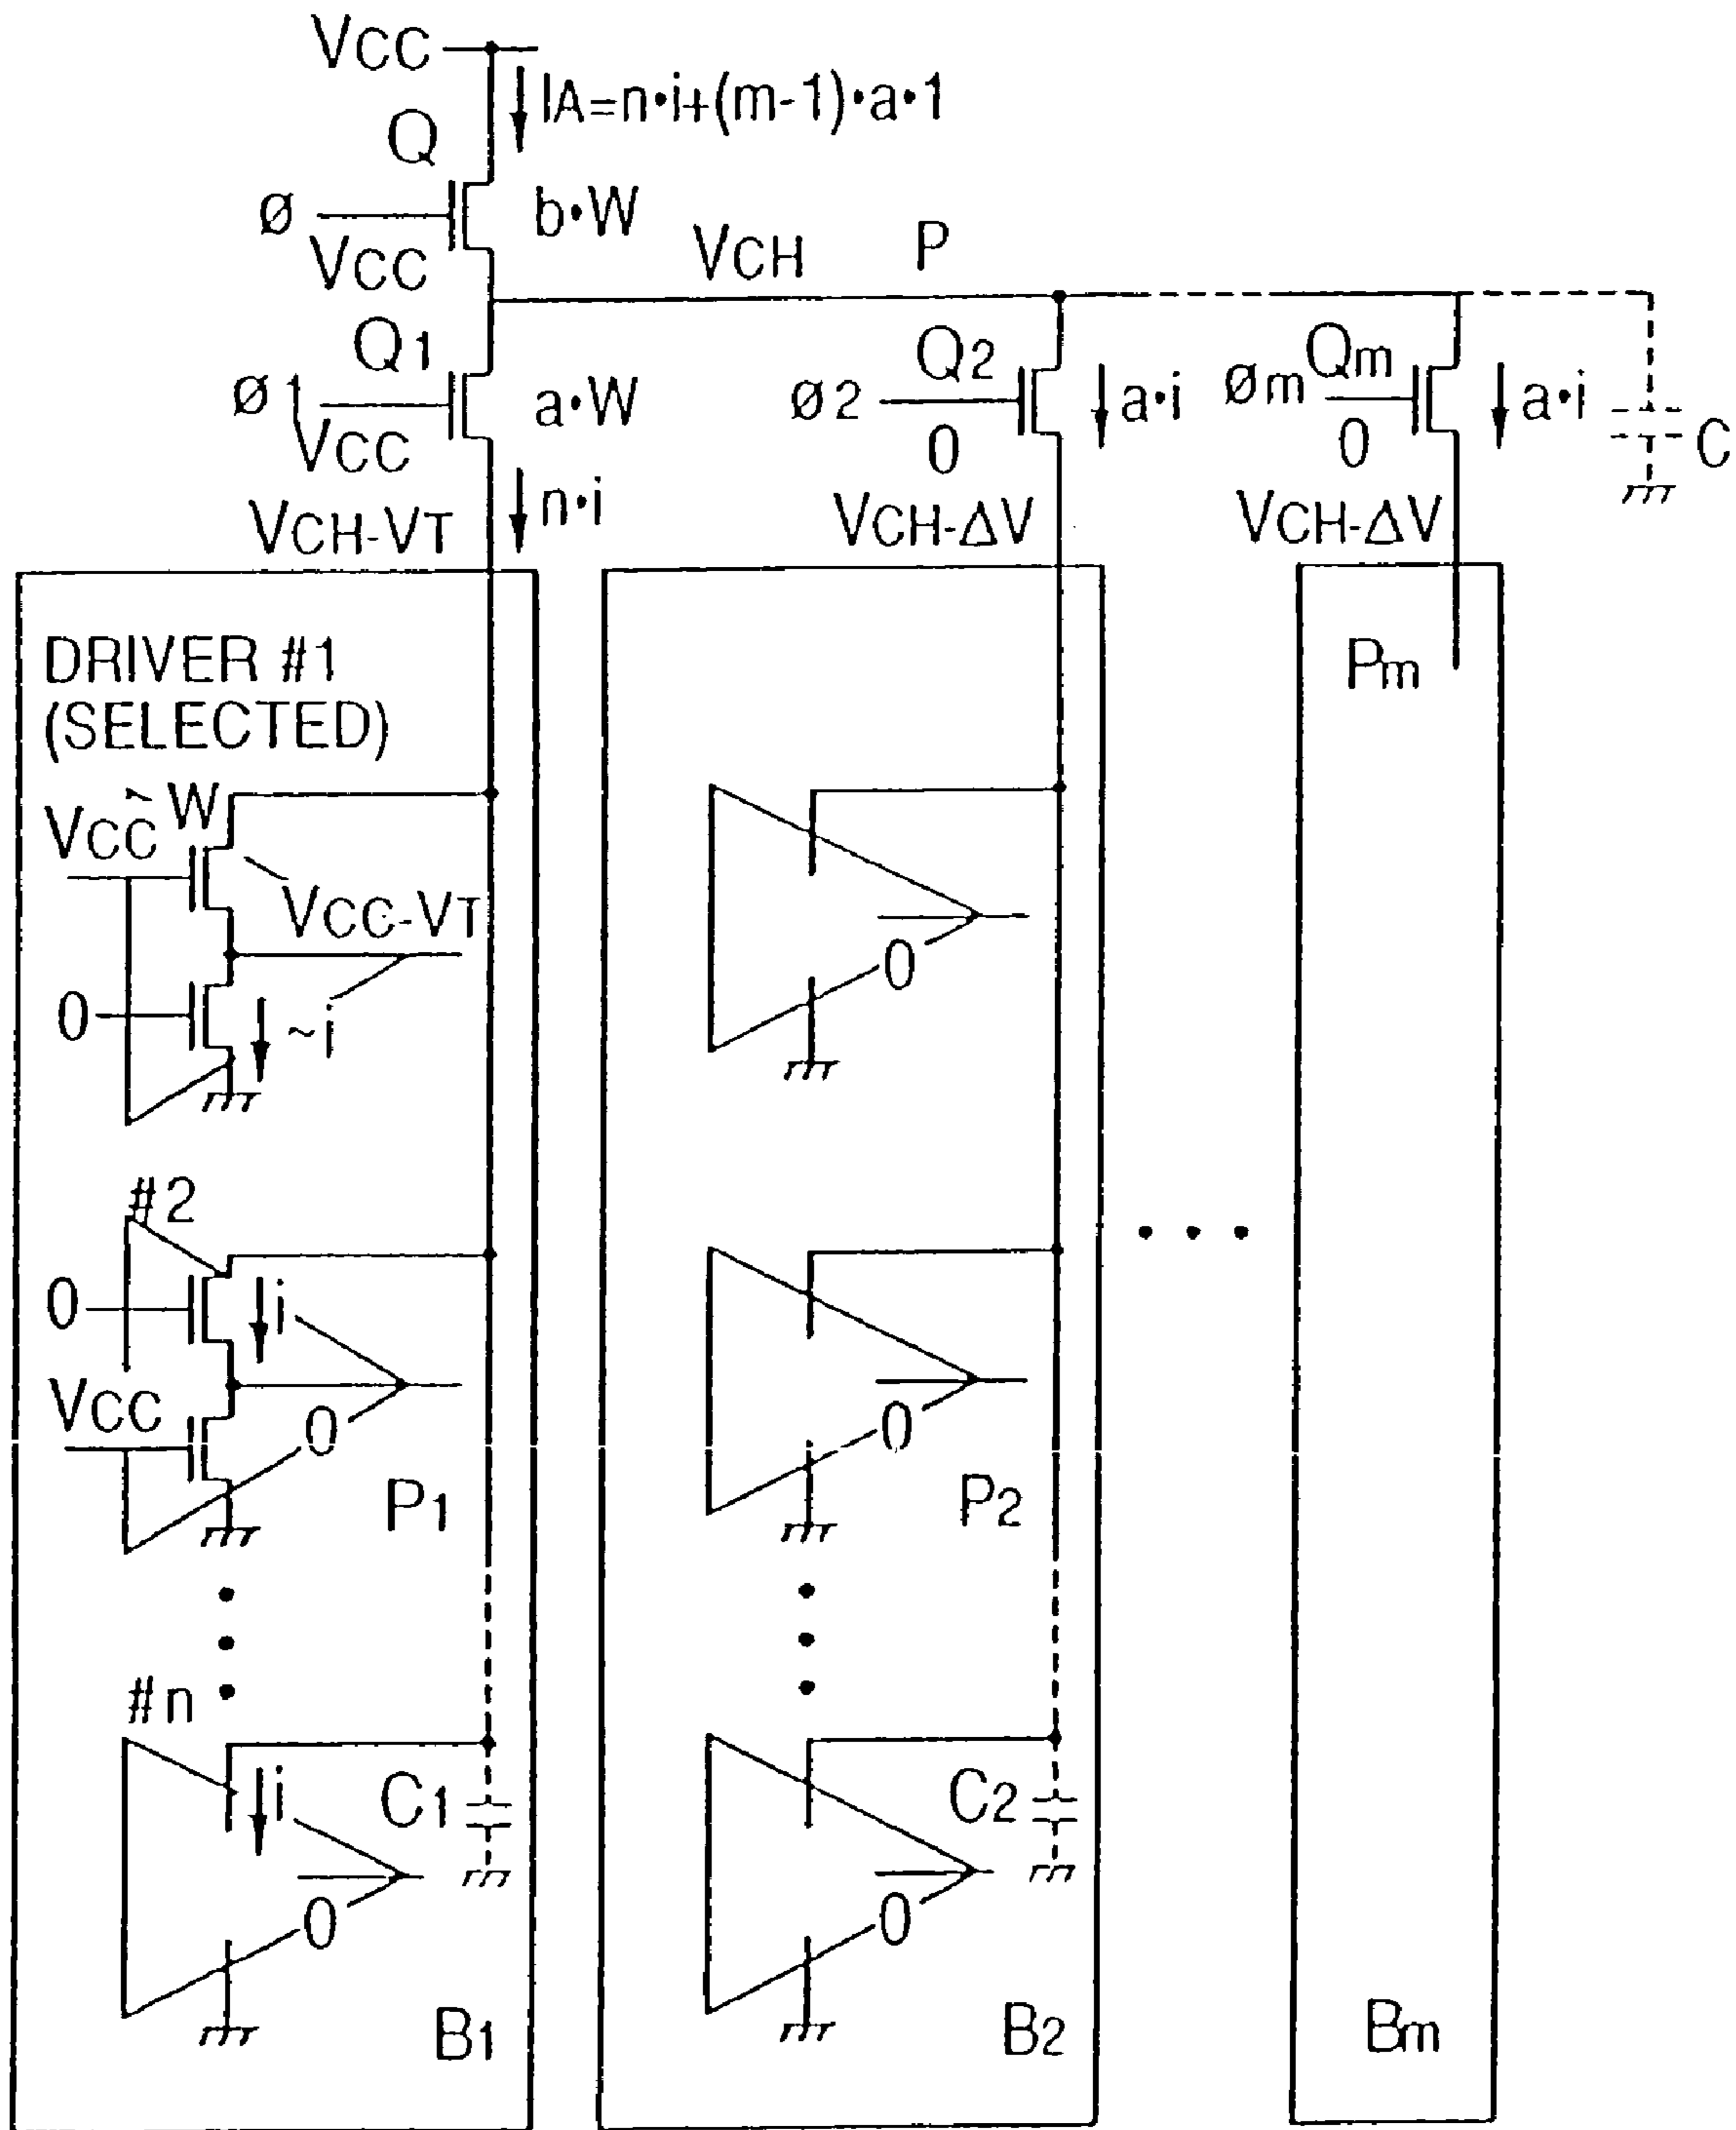 VCC
IA=n•i+(m-1)•a•1
Q
Ø
b•W
VCC
VCH
P
Q1
Ø1
a•W
VCC
Q2
Ø2
a•i
0
Qm
Øm
a•i
0
C
n•i
VCH-VT
VCH-ΔV
VCH-ΔV
DRIVER #1
(SELECTED)
W
VCC
VCC-VT
0
~i
0
Pm
#2
0
i
VCC
0
P1
0
P2
#n
i
C1
0
C2
0
B1
B2
Bm